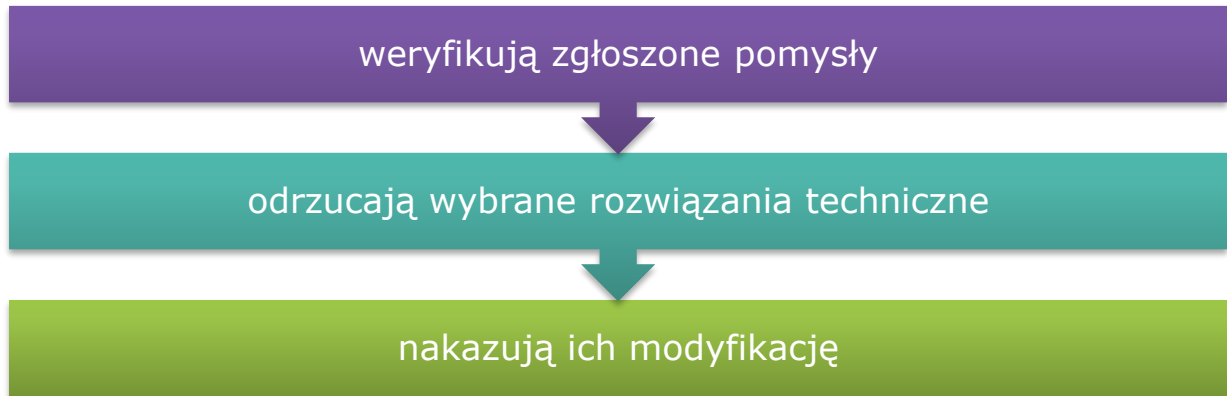 weryfikują zgłoszone pomysły
odrzucają wybrane rozwiązania techniczne
nakazują ich modyfikację